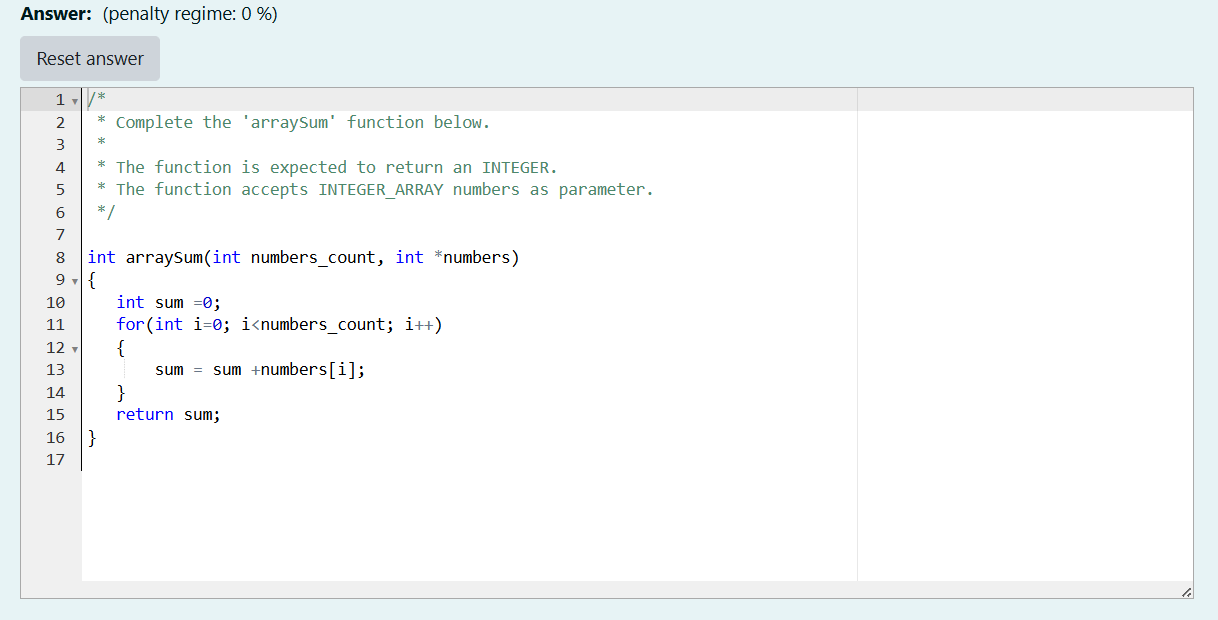 Answer: (penalty regime: 0 %)
Reset answer
1 /*
2  * Complete the 'arraySum' function below.
3  *
4  * The function is expected to return an INTEGER.
5  * The function accepts INTEGER_ARRAY numbers as parameter.
6  */
7
8 int arraySum(int numbers_count, int *numbers)
9 {
10    int sum =0;
11    for(int i=0; i<numbers_count; i++)
12    {
13        sum = sum +numbers[i];
14    }
15    return sum;
16 }
17